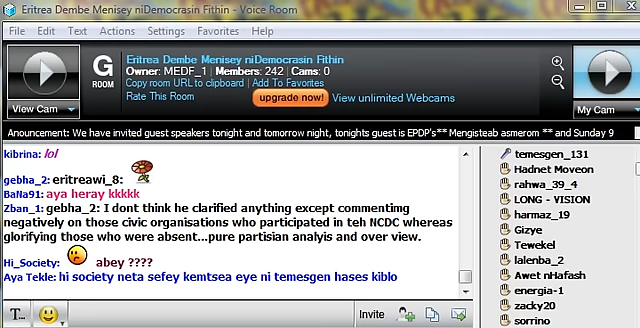 Eritrea Dembe Menisey niDemocrasin Fithin - Voice Room
File Edit Text Actions Settings Favorites Help
G
ROOM
Eritrea Dembe Menisey niDemocrasin Fithin
Owner: MEDF_1 | Members: 242 | Cams: 0
Copy room URL to clipboard | Add To Favorites
Rate This Room
upgrade now! View unlimited Webcams
View Cam
My Cam
Anouncement: We have invited guest speakers tonight and tomorrow night, tonights guest is EPDP's** Mengisteab asmerom ** and Sunday 9
kibrina: lol
gebha_2: eritreawi_8:
BaNa91: aya heray kkkkk
Zban_1: gebha_2: I dont think he clarified anything except commentimg
negatively on those civic organisations who participated in teh NCDC whereas
glorifying those who were absent...pure partisian analyis and over view.
Hi_Society: abey ????
Aya Tekle: hi society neta sefey kemtsea eye ni temesgen hases kiblo
temesgen_131
Hadnet Moveon
rahwa_39_4
LONG - VISION
harmaz_19
Gizye
Tewekel
lalenba_2
Awet nHafash
energia-1
zacky20
sorrino
T...
Invite